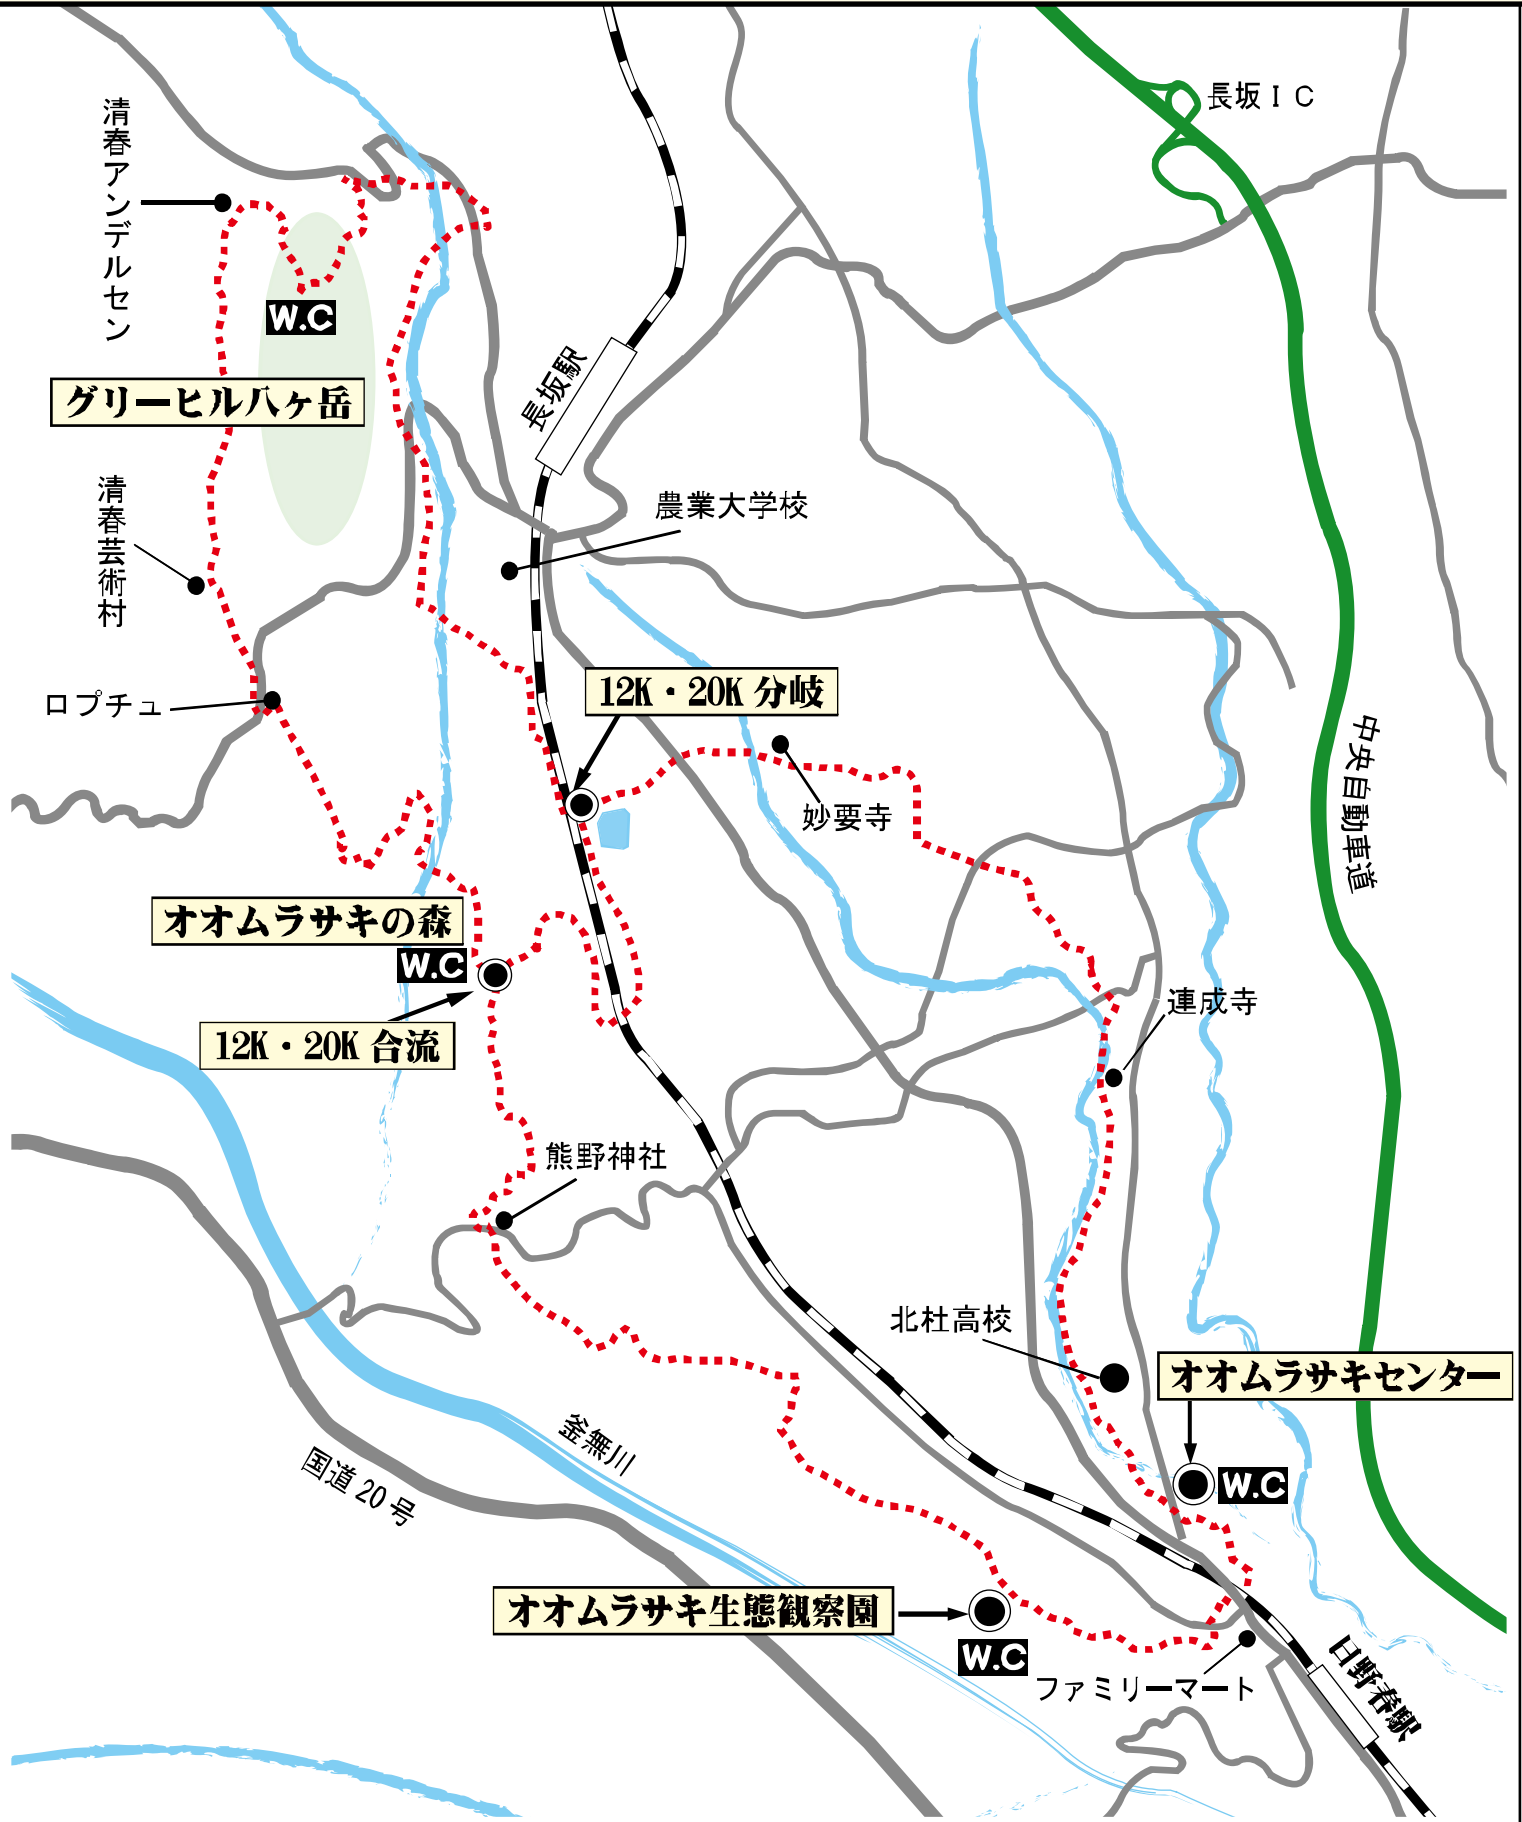 長坂ＩＣ
清春アンデルセン
W.C
長坂駅
グリーヒル八ヶ岳
清春芸術村
農業大学校
ロプチュ
12K・20K 分岐
中央自動車道
妙要寺
オオムラサキの森
W.C
連成寺
12K・20K 合流
熊野神社
北杜高校
オオムラサキセンター
釜無川
国道 20 号
W.C
オオムラサキ生態観察園
W.C
ファミリーマート
日野春駅